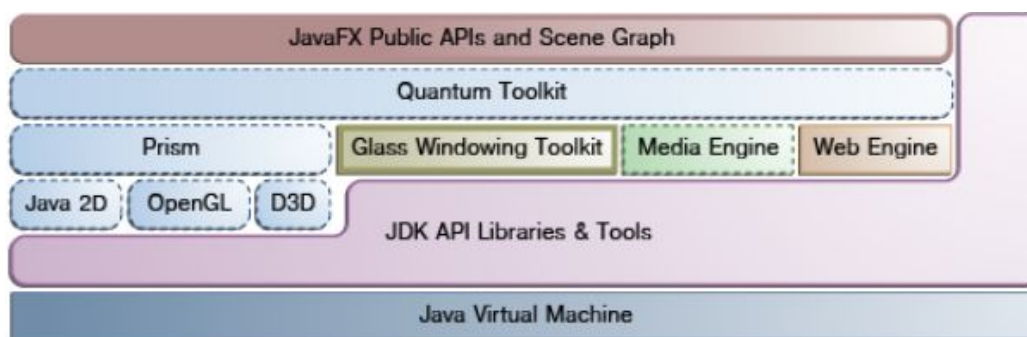 JavaFX Public APIs and Scene Graph
Quantum Toolkit
Prism
Glass Windowing Toolkit
Media Engine
Web Engine
Java 2D
OpenGL
D3D
JDK API Libraries & Tools
Java Virtual Machine